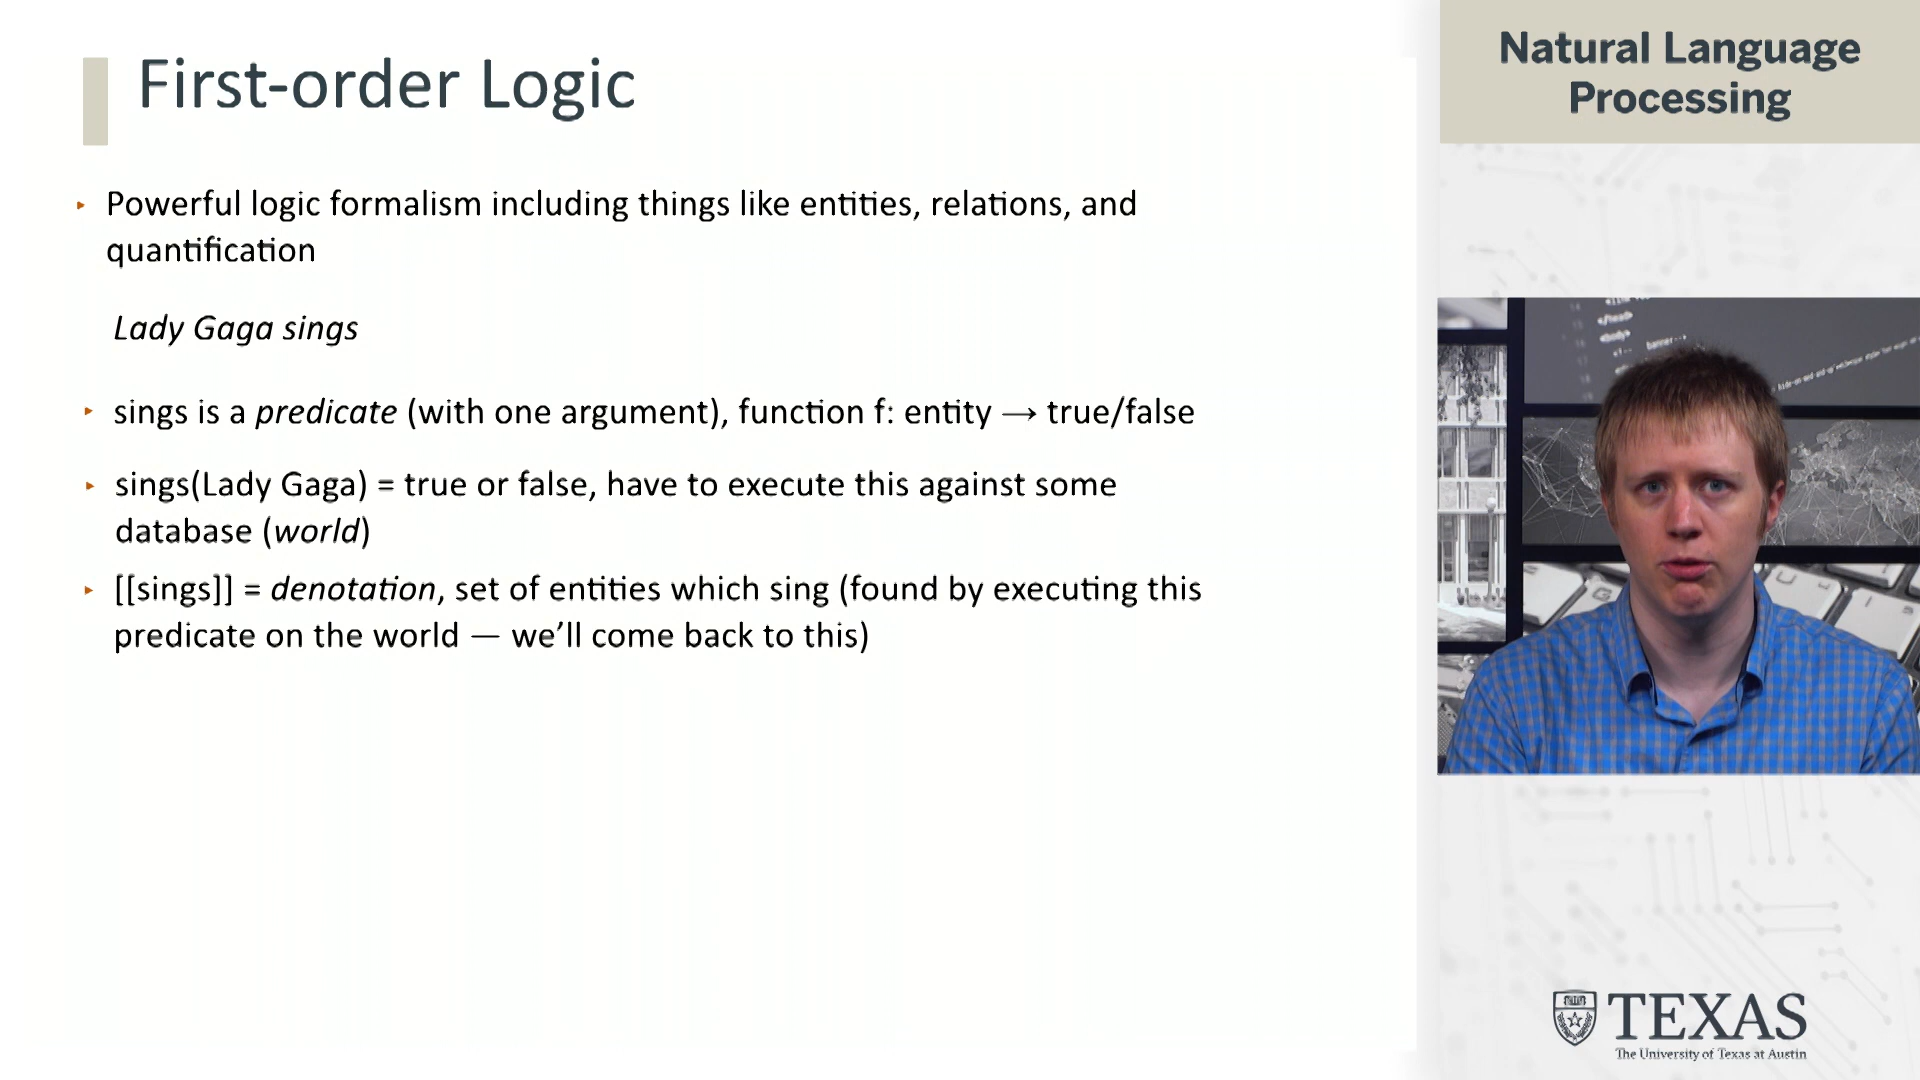 First-order Logic
Powerful logic formalism including things like entities, relations, and
quantification
Lady Gaga sings
sings is a predicate (with one argument), function f: entity → true/false
sings(Lady Gaga) = true or false, have to execute this against some
database (world)
[[sings]] = denotation, set of entities which sing (found by executing this
predicate on the world — we’ll come back to this)
Natural Language
Processing
</head>
<body>
TEXAS
The University of Texas at Austin